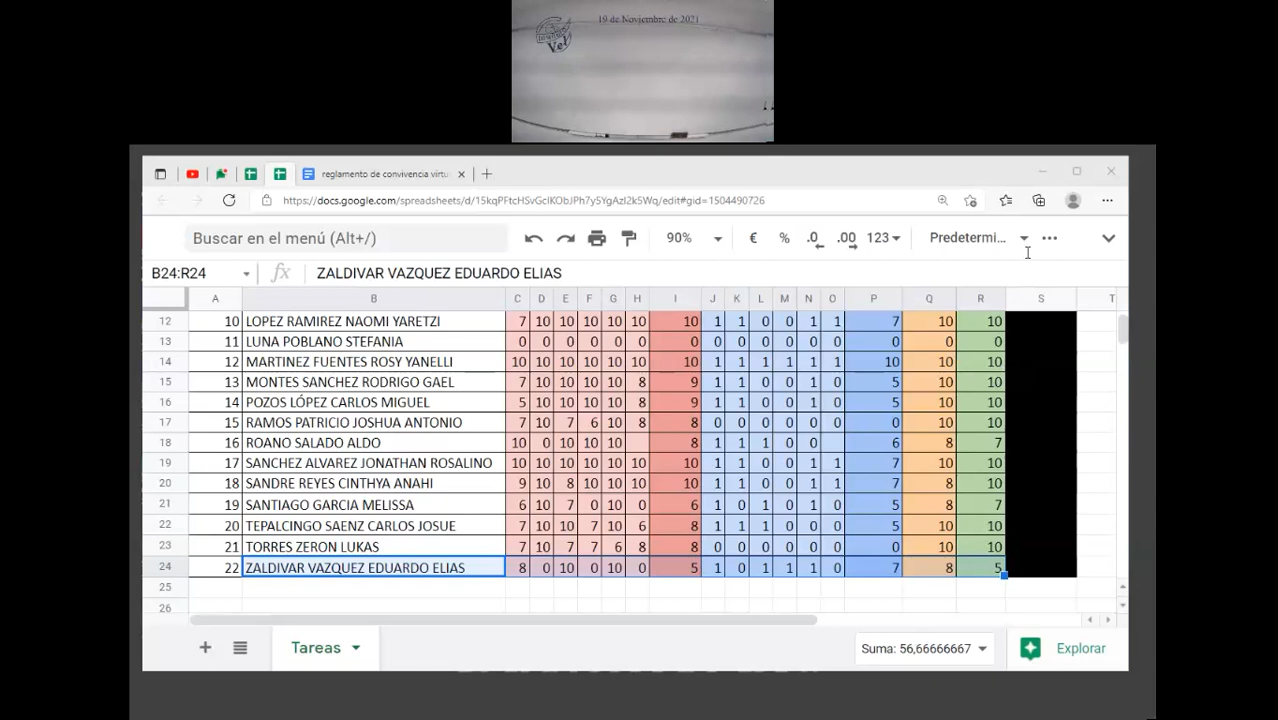 19 de Noviembre de 2021
Vet
reglamento de convivencia virtu
https://docs.google.com/spreadsheets/d/15kqPFtcHSvGclKObJPh7y5YgAzI2k5Wq/edit#gid=1504490726
Buscar en el menú (Alt+/) 90% € % .0 .00 123 Predetermi...
B24:R24 fx ZALDIVAR VAZQUEZ EDUARDO ELIAS
A B C D E F G H I J K L M N O P Q R S T
12 10 LOPEZ RAMIREZ NAOMI YARETZI 7 10 10 10 10 10 10 1 1 0 0 1 1 7 10 10
13 11 LUNA POBLANO STEFANIA 0 0 0 0 0 0 0 0 0 0 0 0 0 0 0 0
14 12 MARTINEZ FUENTES ROSY YANELLI 10 10 10 10 10 10 10 1 1 1 1 1 1 10 10 10
15 13 MONTES SANCHEZ RODRIGO GAEL 7 10 10 10 10 8 9 1 1 0 0 1 0 5 10 10
16 14 POZOS LÓPEZ CARLOS MIGUEL 5 10 10 10 10 8 9 1 1 0 0 1 0 5 10 10
17 15 RAMOS PATRICIO JOSHUA ANTONIO 7 10 7 6 10 8 8 0 0 0 0 0 0 0 10 10
18 16 ROANO SALADO ALDO 10 0 10 10 10 8 1 1 1 0 0 6 8 7
19 17 SANCHEZ ALVAREZ JONATHAN ROSALINO 10 10 10 10 10 10 10 1 1 0 0 1 1 7 10 10
20 18 SANDRE REYES CINTHYA ANAHI 9 10 8 10 10 10 10 1 1 0 0 1 1 7 8 10
21 19 SANTIAGO GARCIA MELISSA 6 10 7 0 10 0 6 1 0 1 0 1 0 5 8 7
22 20 TEPALCINGO SAENZ CARLOS JOSUE 7 10 10 7 10 6 8 1 1 1 0 0 0 5 10 10
23 21 TORRES ZERON LUKAS 7 10 7 7 6 8 8 0 0 0 0 0 0 0 10 10
24 22 ZALDIVAR VAZQUEZ EDUARDO ELIAS 8 0 10 0 10 0 5 1 0 1 1 1 0 7 8 5
25
26
Tareas Suma: 56,66666667 Explorar